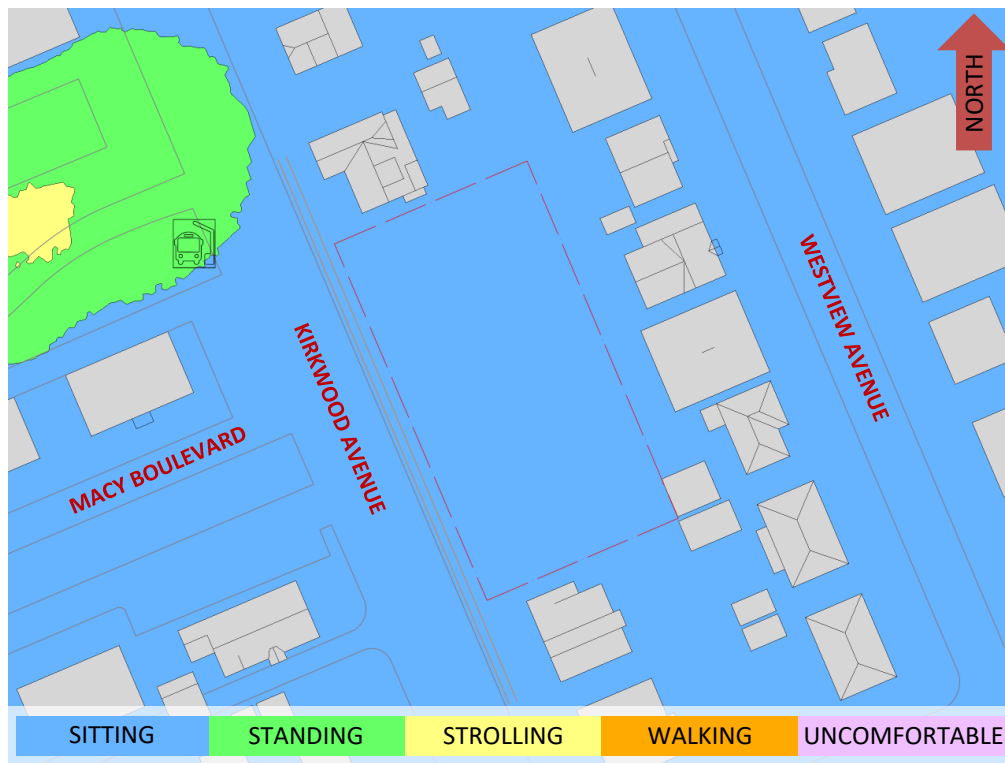 NORTH
WESTVIEW AVENUE
KIRKWOOD AVENUE
MACY BOULEVARD
SITTING STANDING STROLLING WALKING UNCOMFORTABLE